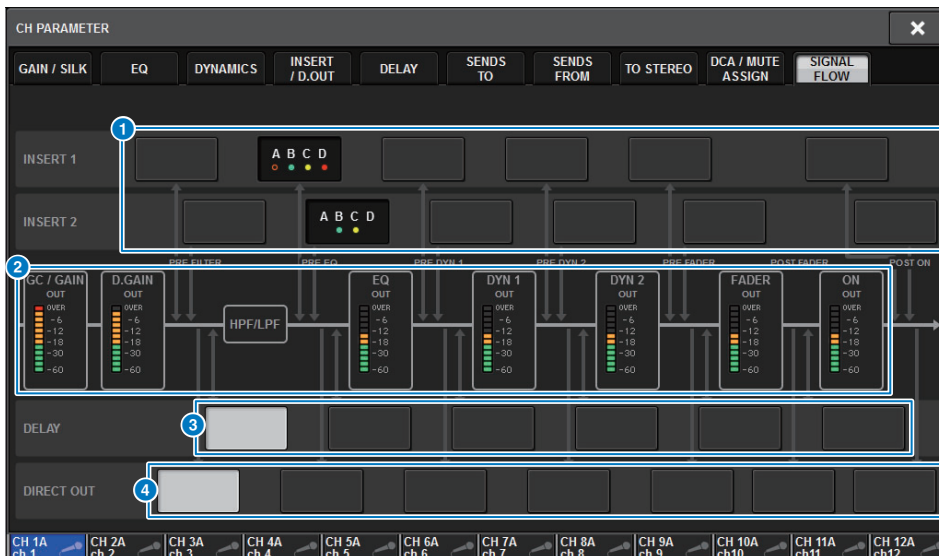 CH PARAMETER
GAIN / SILK EQ DYNAMICS INSERT / D.OUT DELAY SENDS TO SENDS FROM TO STEREO DCA / MUTE ASSIGN SIGNAL FLOW
1
INSERT 1 A B C D
INSERT 2 A B C D
PRE FILTER PRE EQ PRE DYN 1 PRE DYN 2 PRE FADER POST FADER POST ON
2
GC / GAIN D.GAIN EQ DYN 1 DYN 2 FADER ON
OUT OUT OUT OUT OUT OUT OUT
OVER OVER OVER OVER OVER OVER OVER
-6 -6 -6 -6 -6 -6 -6
-12 -12 -12 -12 -12 -12 -12
HPF/LPF
-18 -18 -18 -18 -18 -18 -18
-30 -30 -30 -30 -30 -30 -30
-60 -60 -60 -60 -60 -60 -60
DELAY 3
DIRECT OUT 4
CH 1A CH 2A CH 3A CH 4A CH 5A CH 6A CH 7A CH 8A CH 9A CH 10A CH 11A CH 12A
ch 1 ch 2 ch 3 ch 4 ch 5 ch 6 ch 7 ch 8 ch 9 ch10 ch11 ch12